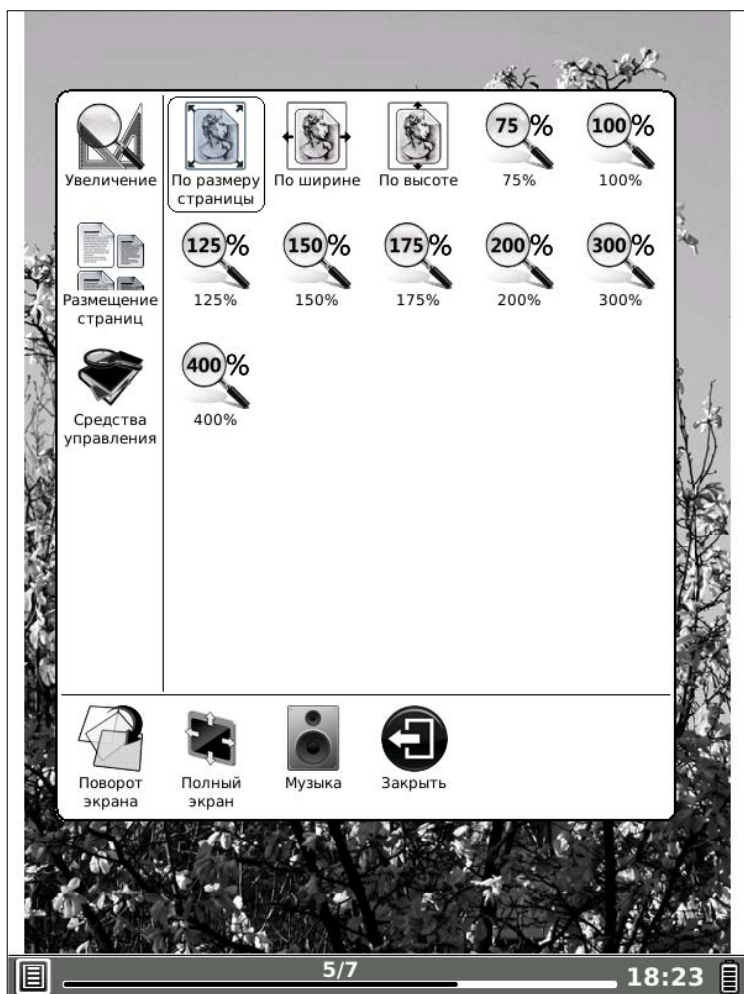 Увеличение
По размеру
страницы
По ширине
По высоте
75 %
75%
100 %
100%
Размещение
страниц
125 %
125%
150 %
150%
175 %
175%
200 %
200%
300 %
300%
Средства
управления
400 %
400%
Поворот
экрана
Полный
экран
Музыка
Закрыть
5/7
18:23